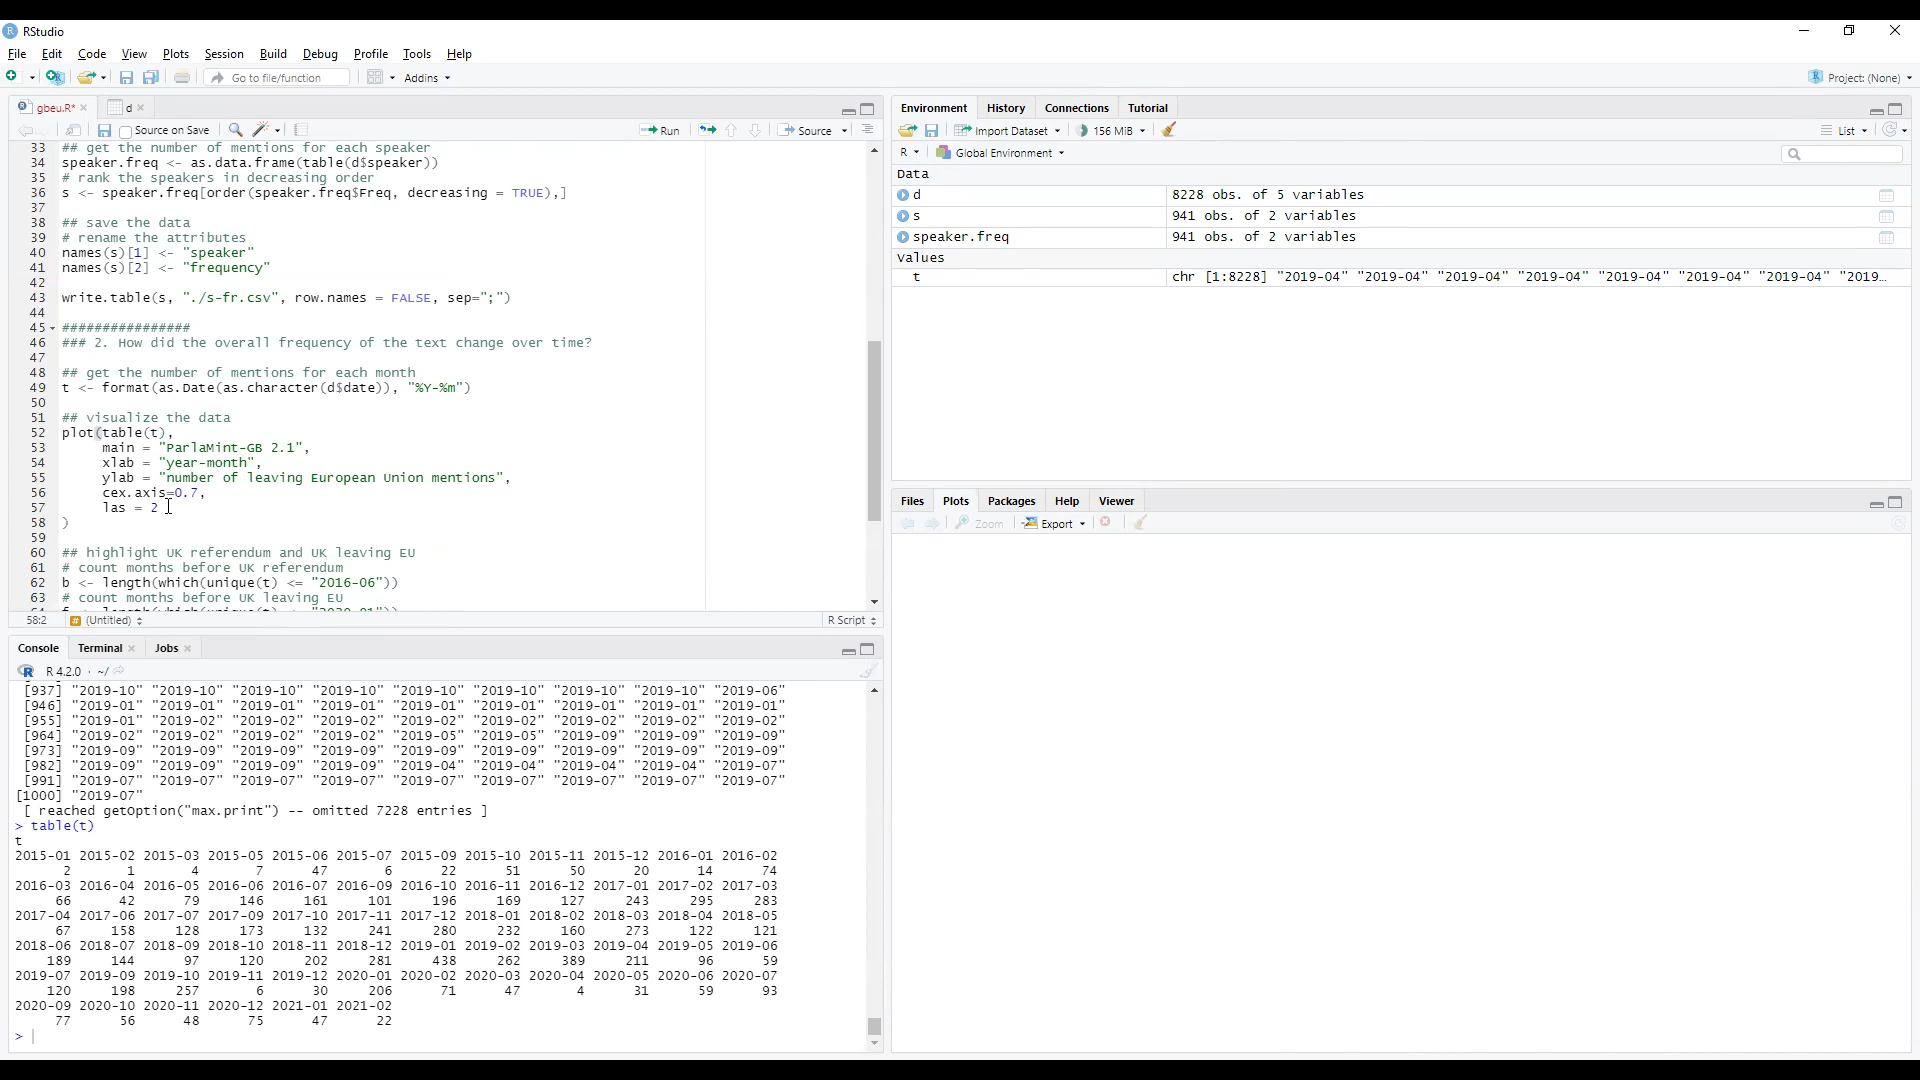 RStudio
File Edit Code View Plots Session Build Debug Profile Tools Help
Go to file/function Addins Project: (None)
gbeu.R* d
Source on Save Run Source
33 ## get the number of mentions for each speaker
34 speaker.freq <- as.data.frame(table(d$speaker))
35 # rank the speakers in decreasing order
36 s <- speaker.freq[order(speaker.freq$Freq, decreasing = TRUE),]
37
38 ## save the data
39 # rename the attributes
40 names(s)[1] <- "speaker"
41 names(s)[2] <- "frequency"
42
43 write.table(s, "./s-fr.csv", row.names = FALSE, sep=";")
44
45 ################
46 ### 2. How did the overall frequency of the text change over time?
47
48 ## get the number of mentions for each month
49 t <- format(as.Date(as.character(d$date)), "%Y-%m")
50
51 ## visualize the data
52 plot(table(t),
53 main = "ParlaMint-GB 2.1",
54 xlab = "year-month",
55 ylab = "number of leaving European Union mentions",
56 cex.axis=0.7,
57 las = 2
58 )
59
60 ## highlight UK referendum and UK leaving EU
61 # count months before UK referendum
62 b <- length(which(unique(t) <= "2016-06"))
63 # count months before UK leaving EU
58:2 (Untitled) R Script
Console Terminal Jobs
R 4.2.0 · ~/
[937] "2019-10" "2019-10" "2019-10" "2019-10" "2019-10" "2019-10" "2019-10" "2019-10" "2019-06"
[946] "2019-01" "2019-01" "2019-01" "2019-01" "2019-01" "2019-01" "2019-01" "2019-01" "2019-01"
[955] "2019-01" "2019-02" "2019-02" "2019-02" "2019-02" "2019-02" "2019-02" "2019-02" "2019-02"
[964] "2019-02" "2019-02" "2019-02" "2019-02" "2019-05" "2019-05" "2019-09" "2019-09" "2019-09"
[973] "2019-09" "2019-09" "2019-09" "2019-09" "2019-09" "2019-09" "2019-09" "2019-09" "2019-09"
[982] "2019-09" "2019-09" "2019-09" "2019-09" "2019-04" "2019-04" "2019-04" "2019-04" "2019-07"
[991] "2019-07" "2019-07" "2019-07" "2019-07" "2019-07" "2019-07" "2019-07" "2019-07" "2019-07"
[1000] "2019-07"
[ reached getOption("max.print") -- omitted 7228 entries ]
> table(t)
t
2015-01 2015-02 2015-03 2015-05 2015-06 2015-07 2015-09 2015-10 2015-11 2015-12 2016-01 2016-02
2 1 4 7 47 6 22 51 50 20 14 74
2016-03 2016-04 2016-05 2016-06 2016-07 2016-09 2016-10 2016-11 2016-12 2017-01 2017-02 2017-03
66 42 79 146 161 101 196 169 127 243 295 283
2017-04 2017-06 2017-07 2017-09 2017-10 2017-11 2017-12 2018-01 2018-02 2018-03 2018-04 2018-05
67 158 128 173 132 241 280 232 160 273 122 121
2018-06 2018-07 2018-09 2018-10 2018-11 2018-12 2019-01 2019-02 2019-03 2019-04 2019-05 2019-06
189 144 97 120 202 281 438 262 389 211 96 59
2019-07 2019-09 2019-10 2019-11 2019-12 2020-01 2020-02 2020-03 2020-04 2020-05 2020-06 2020-07
120 198 257 6 30 206 71 47 4 31 59 93
2020-09 2020-10 2020-11 2020-12 2021-01 2021-02
77 56 48 75 47 22
>
Environment History Connections Tutorial
Import Dataset 156 MiB List
R Global Environment
Data
d 8228 obs. of 5 variables
s 941 obs. of 2 variables
speaker.freq 941 obs. of 2 variables
Values
t chr [1:8228] "2019-04" "2019-04" "2019-04" "2019-04" "2019-04" "2019-04" "2019-04" "2019…
Files Plots Packages Help Viewer
Zoom Export